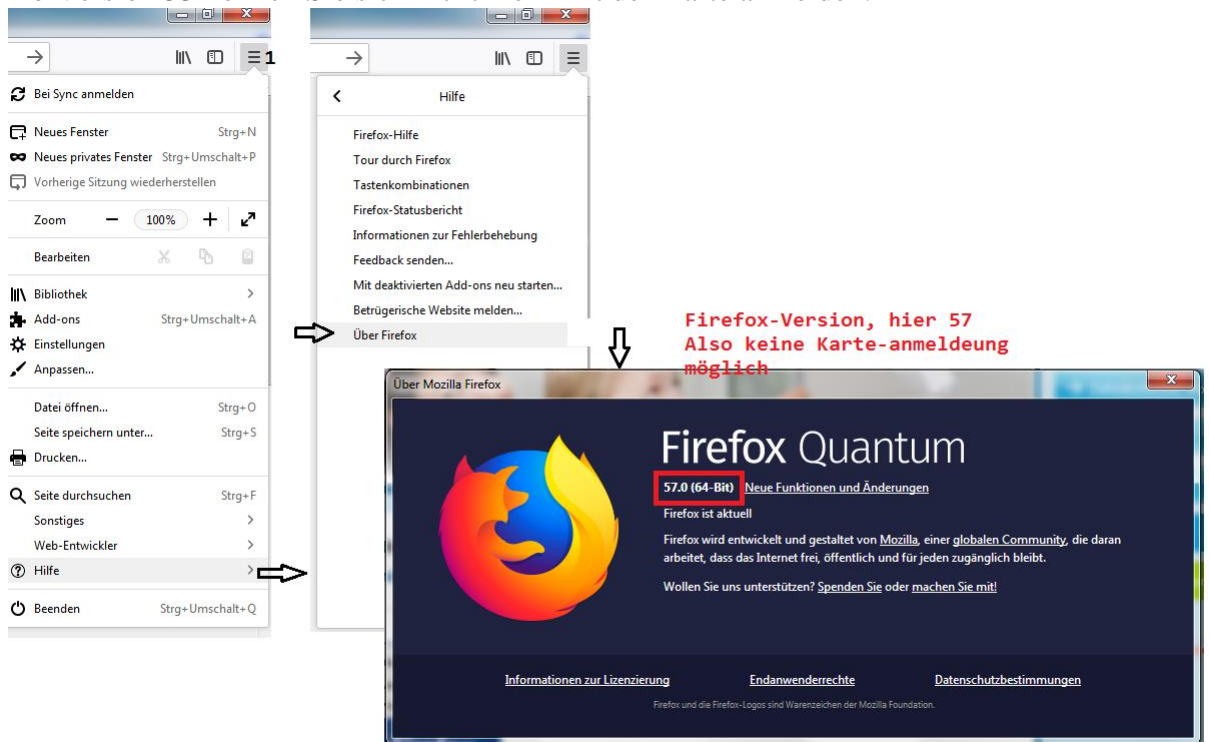 1
Bei Sync anmelden
Neues Fenster Strg+N
Neues privates Fenster Strg+Umschalt+P
Vorherige Sitzung wiederherstellen
Zoom 100%
Bearbeiten
Bibliothek
Add-ons Strg+Umschalt+A
Einstellungen
Anpassen...
Datei öffnen... Strg+O
Seite speichern unter... Strg+S
Drucken...
Seite durchsuchen Strg+F
Sonstiges
Web-Entwickler
Hilfe
Beenden Strg+Umschalt+Q
Hilfe
Firefox-Hilfe
Tour durch Firefox
Tastenkombinationen
Firefox-Statusbericht
Informationen zur Fehlerbehebung
Feedback senden...
Mit deaktivierten Add-ons neu starten...
Betrügerische Website melden...
Über Firefox
Firefox-Version, hier 57
Also keine Karte-anmeldeung
möglich
Über Mozilla Firefox
Firefox Quantum
57.0 (64-Bit) Neue Funktionen und Änderungen
Firefox ist aktuell
Firefox wird entwickelt und gestaltet von Mozilla, einer globalen Community, die daran
arbeitet, dass das Internet frei, öffentlich und für jeden zugänglich bleibt.
Wollen Sie uns unterstützen? Spenden Sie oder machen Sie mit!
Informationen zur Lizenzierung Endanwenderrechte Datenschutzbestimmungen
Firefox und die Firefox-Logos sind Warenzeichen der Mozilla Foundation.